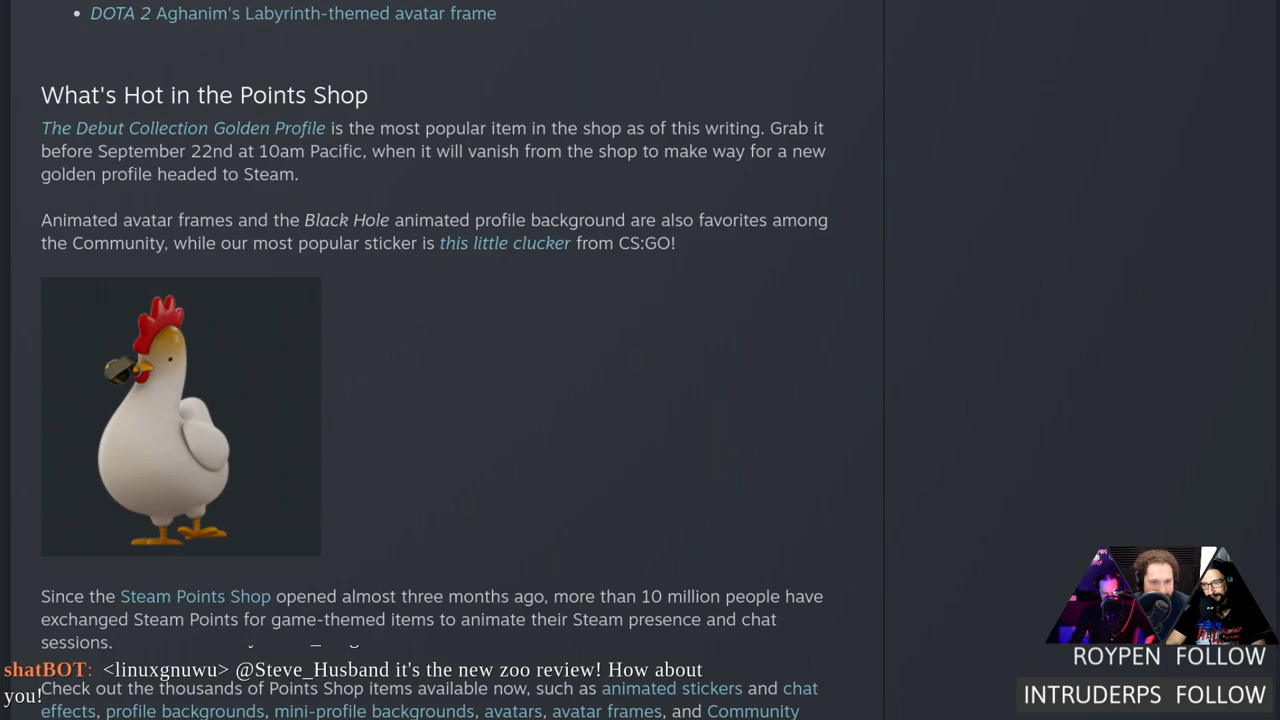 DOTA 2 Aghanim's Labyrinth-themed avatar frame
What's Hot in the Points Shop
The Debut Collection Golden Profile is the most popular item in the shop as of this writing. Grab it
before September 22nd at 10am Pacific, when it will vanish from the shop to make way for a new
golden profile headed to Steam.
Animated avatar frames and the Black Hole animated profile background are also favorites among
the Community, while our most popular sticker is this little clucker from CS:GO!
Since the Steam Points Shop opened almost three months ago, more than 10 million people have
exchanged Steam Points for game-themed items to animate their Steam presence and chat
sessions.
shatBOT: <linuxgnuwu> @Steve_Husband it's the new zoo review! How about
you!
Check out the thousands of Points Shop items available now, such as animated stickers and chat
effects, profile backgrounds, mini-profile backgrounds, avatars, avatar frames, and Community
ROYPEN FOLLOW
INTRUDERPS FOLLOW